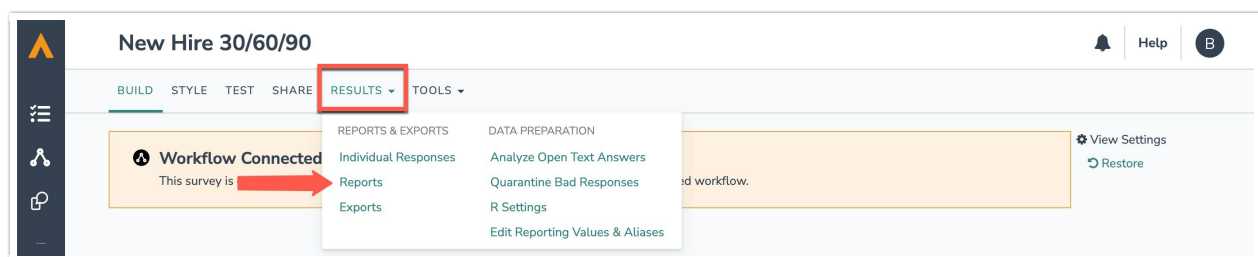 New Hire 30/60/90
Help
B
BUILD STYLE TEST SHARE RESULTS TOOLS
REPORTS & EXPORTS
Individual Responses
Reports
Exports
DATA PREPARATION
Analyze Open Text Answers
Quarantine Bad Responses
R Settings
Edit Reporting Values & Aliases
Workflow Connected
This survey is
ed workflow.
View Settings
Restore